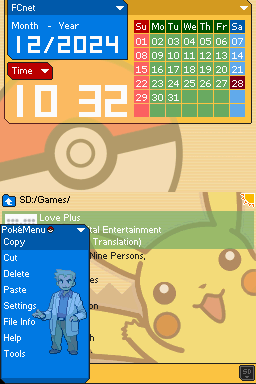 FCnet
Month - Year
12/2024
Time
10 32
Su Mo Tu We Th Fr Sa
01 02 03 04 05 06 07
08 09 10 11 12 13 14
15 16 17 18 19 20 21
22 23 24 25 26 27 28
29 30 31
SD:/Games/
Love Plus
tal Entertainment
PokéMenu
Translation)
Copy
Nine Persons,
Cut
Delete
es
Paste
Settings
File Info
Help
Tools
SD